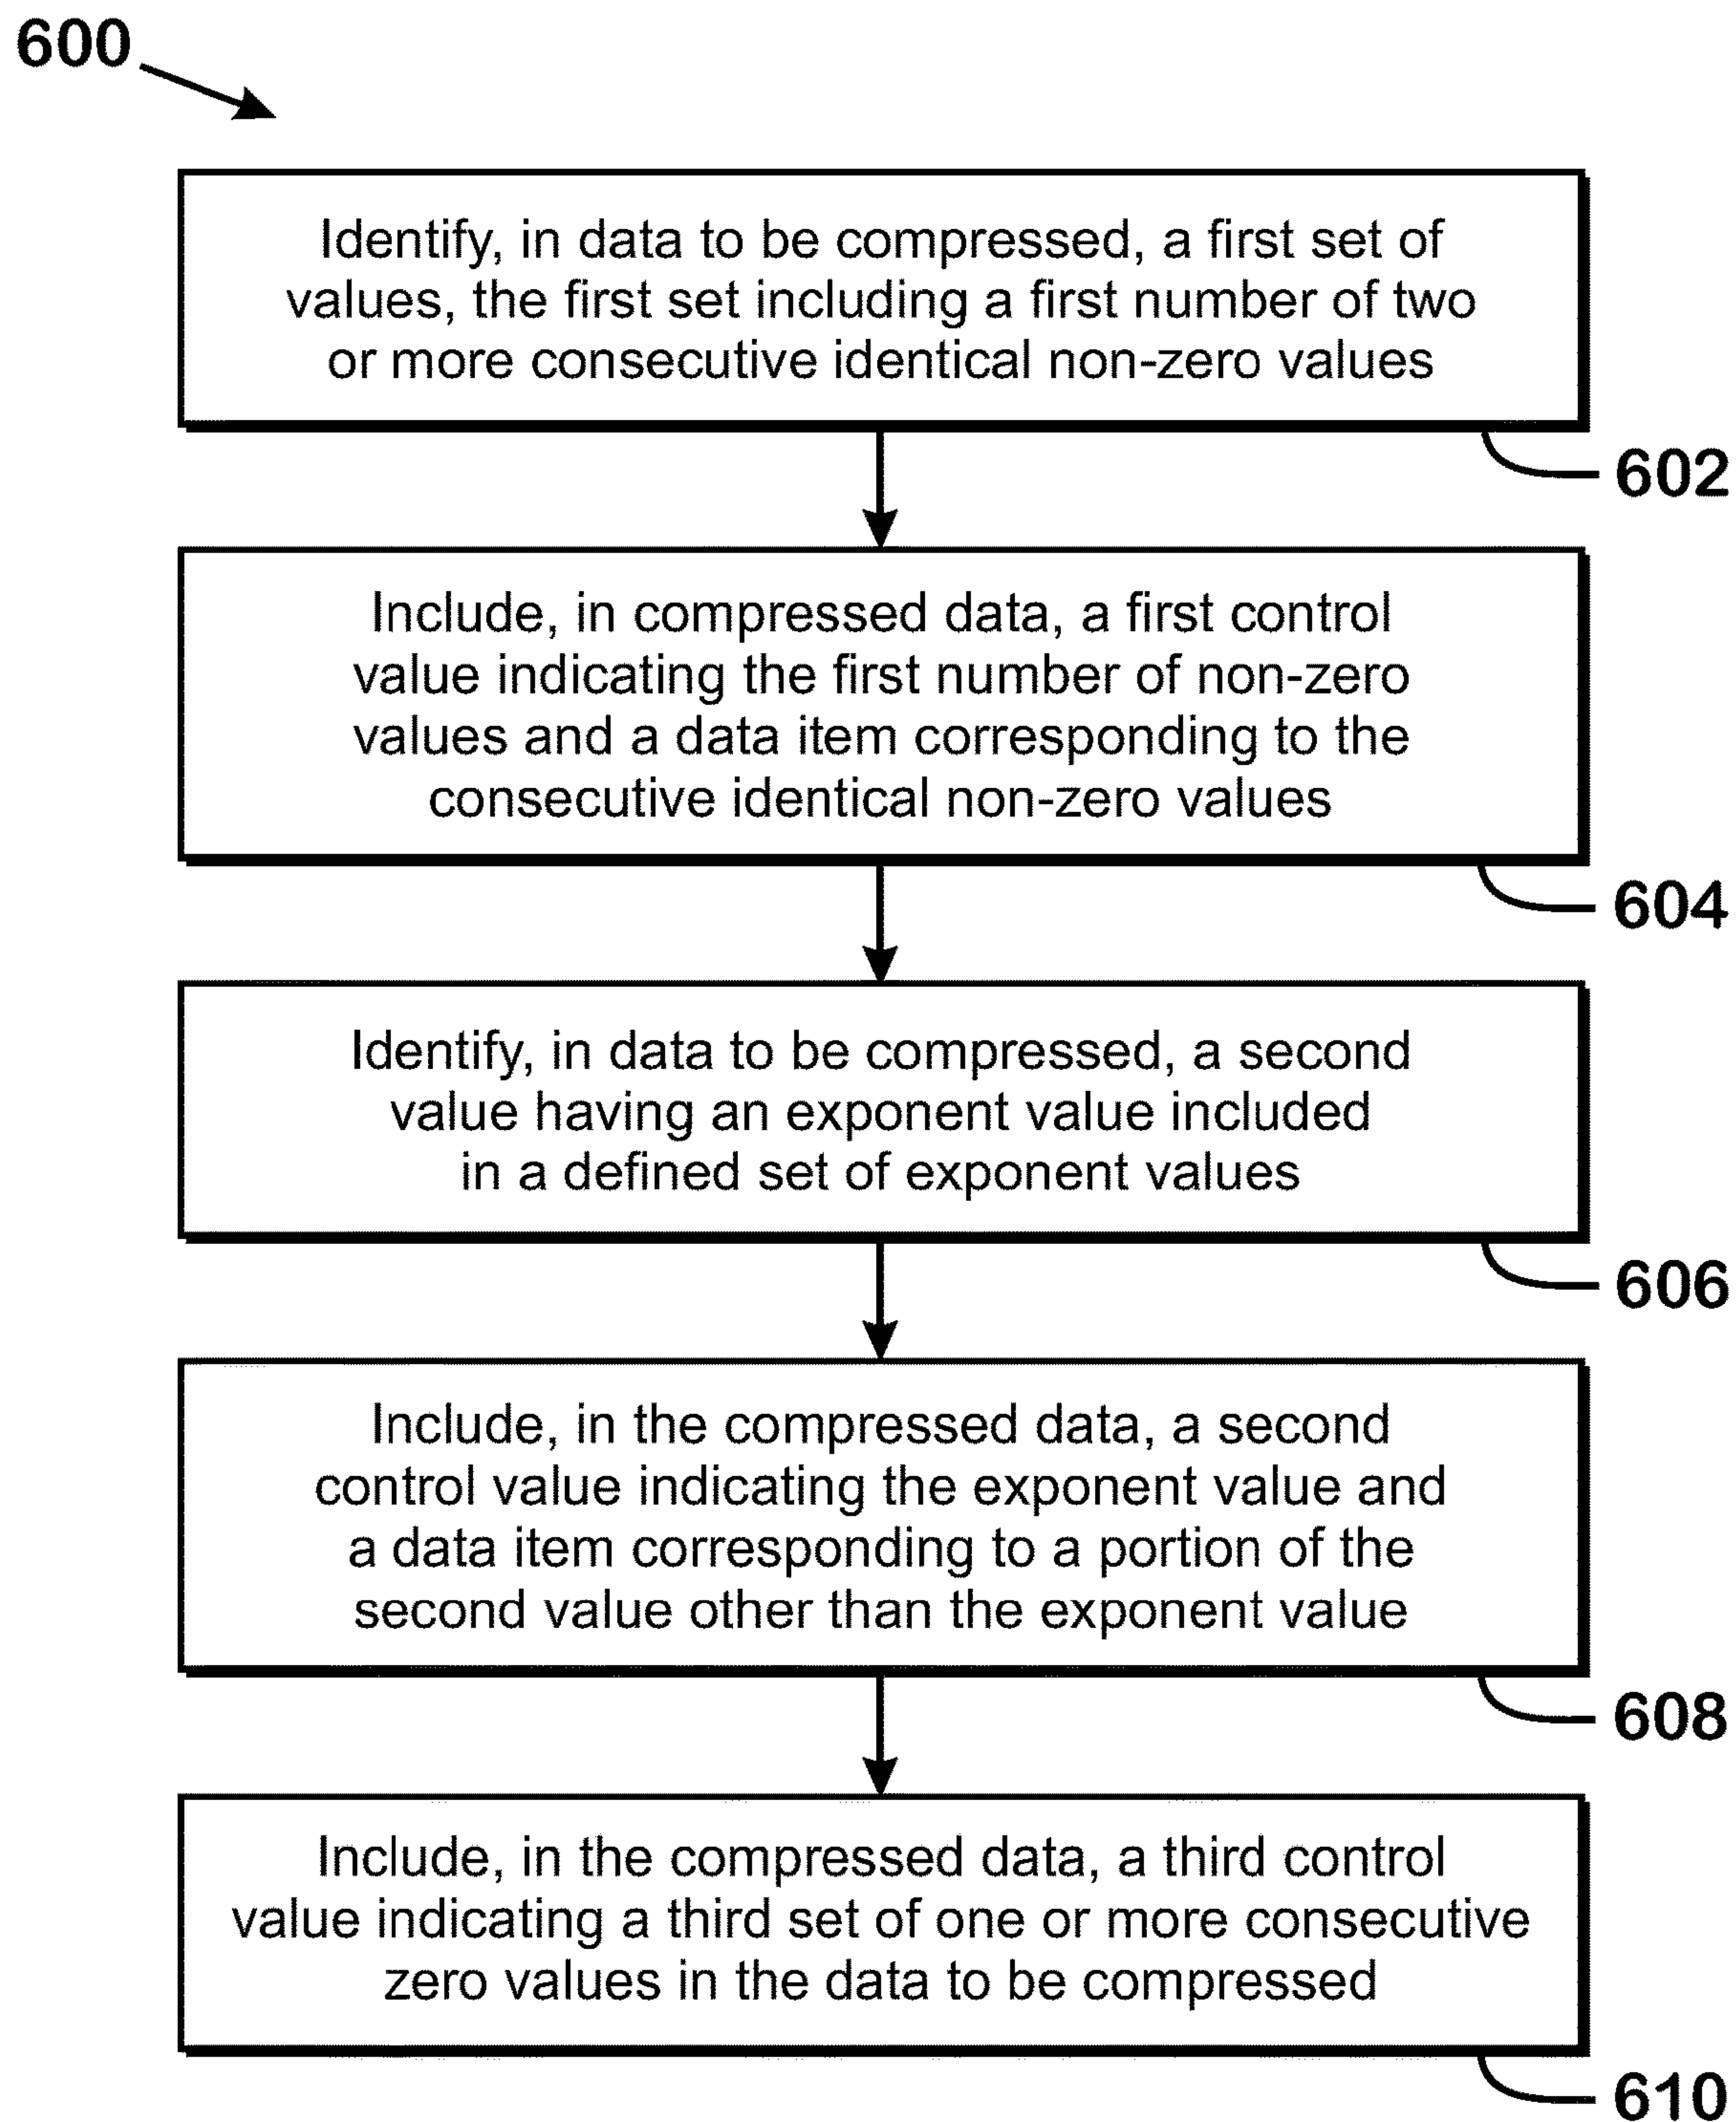 600
Identify, in data to be compressed, a first set of
values, the first set including a first number of two
or more consecutive identical non-zero values
602
Include, in compressed data, a first control
value indicating the first number of non-zero
values and a data item corresponding to the
consecutive identical non-zero values
604
Identify, in data to be compressed, a second
value having an exponent value included
in a defined set of exponent values
606
Include, in the compressed data, a second
control value indicating the exponent value and
a data item corresponding to a portion of the
second value other than the exponent value
608
Include, in the compressed data, a third control
value indicating a third set of one or more consecutive
zero values in the data to be compressed
610